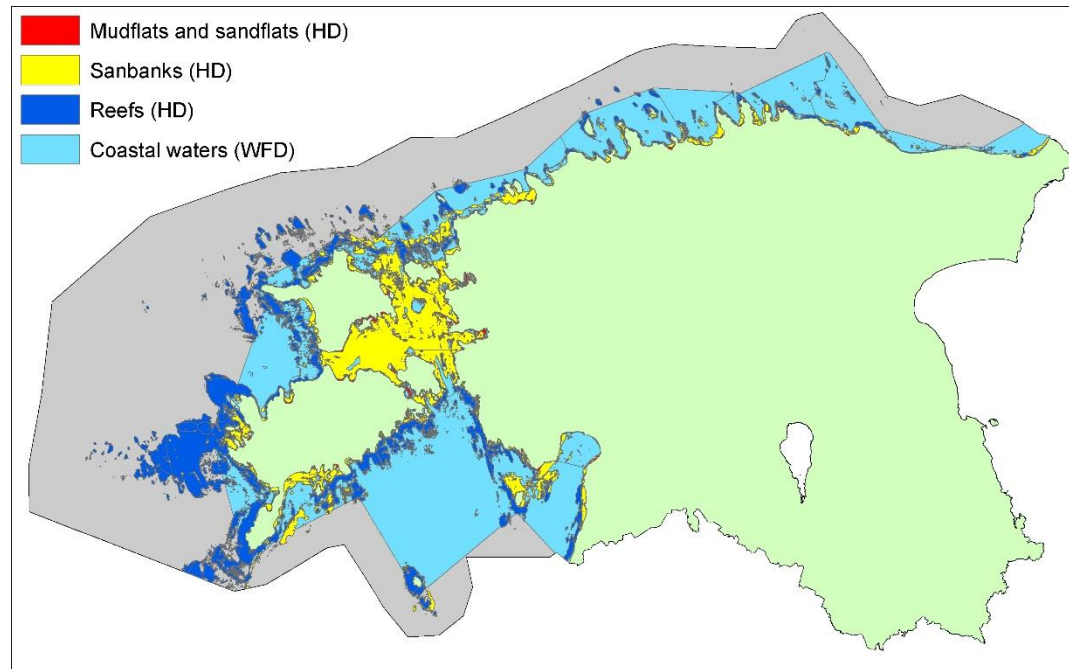 Mudflats and sandflats (HD)
Sanbanks (HD)
Reefs (HD)
Coastal waters (WFD)